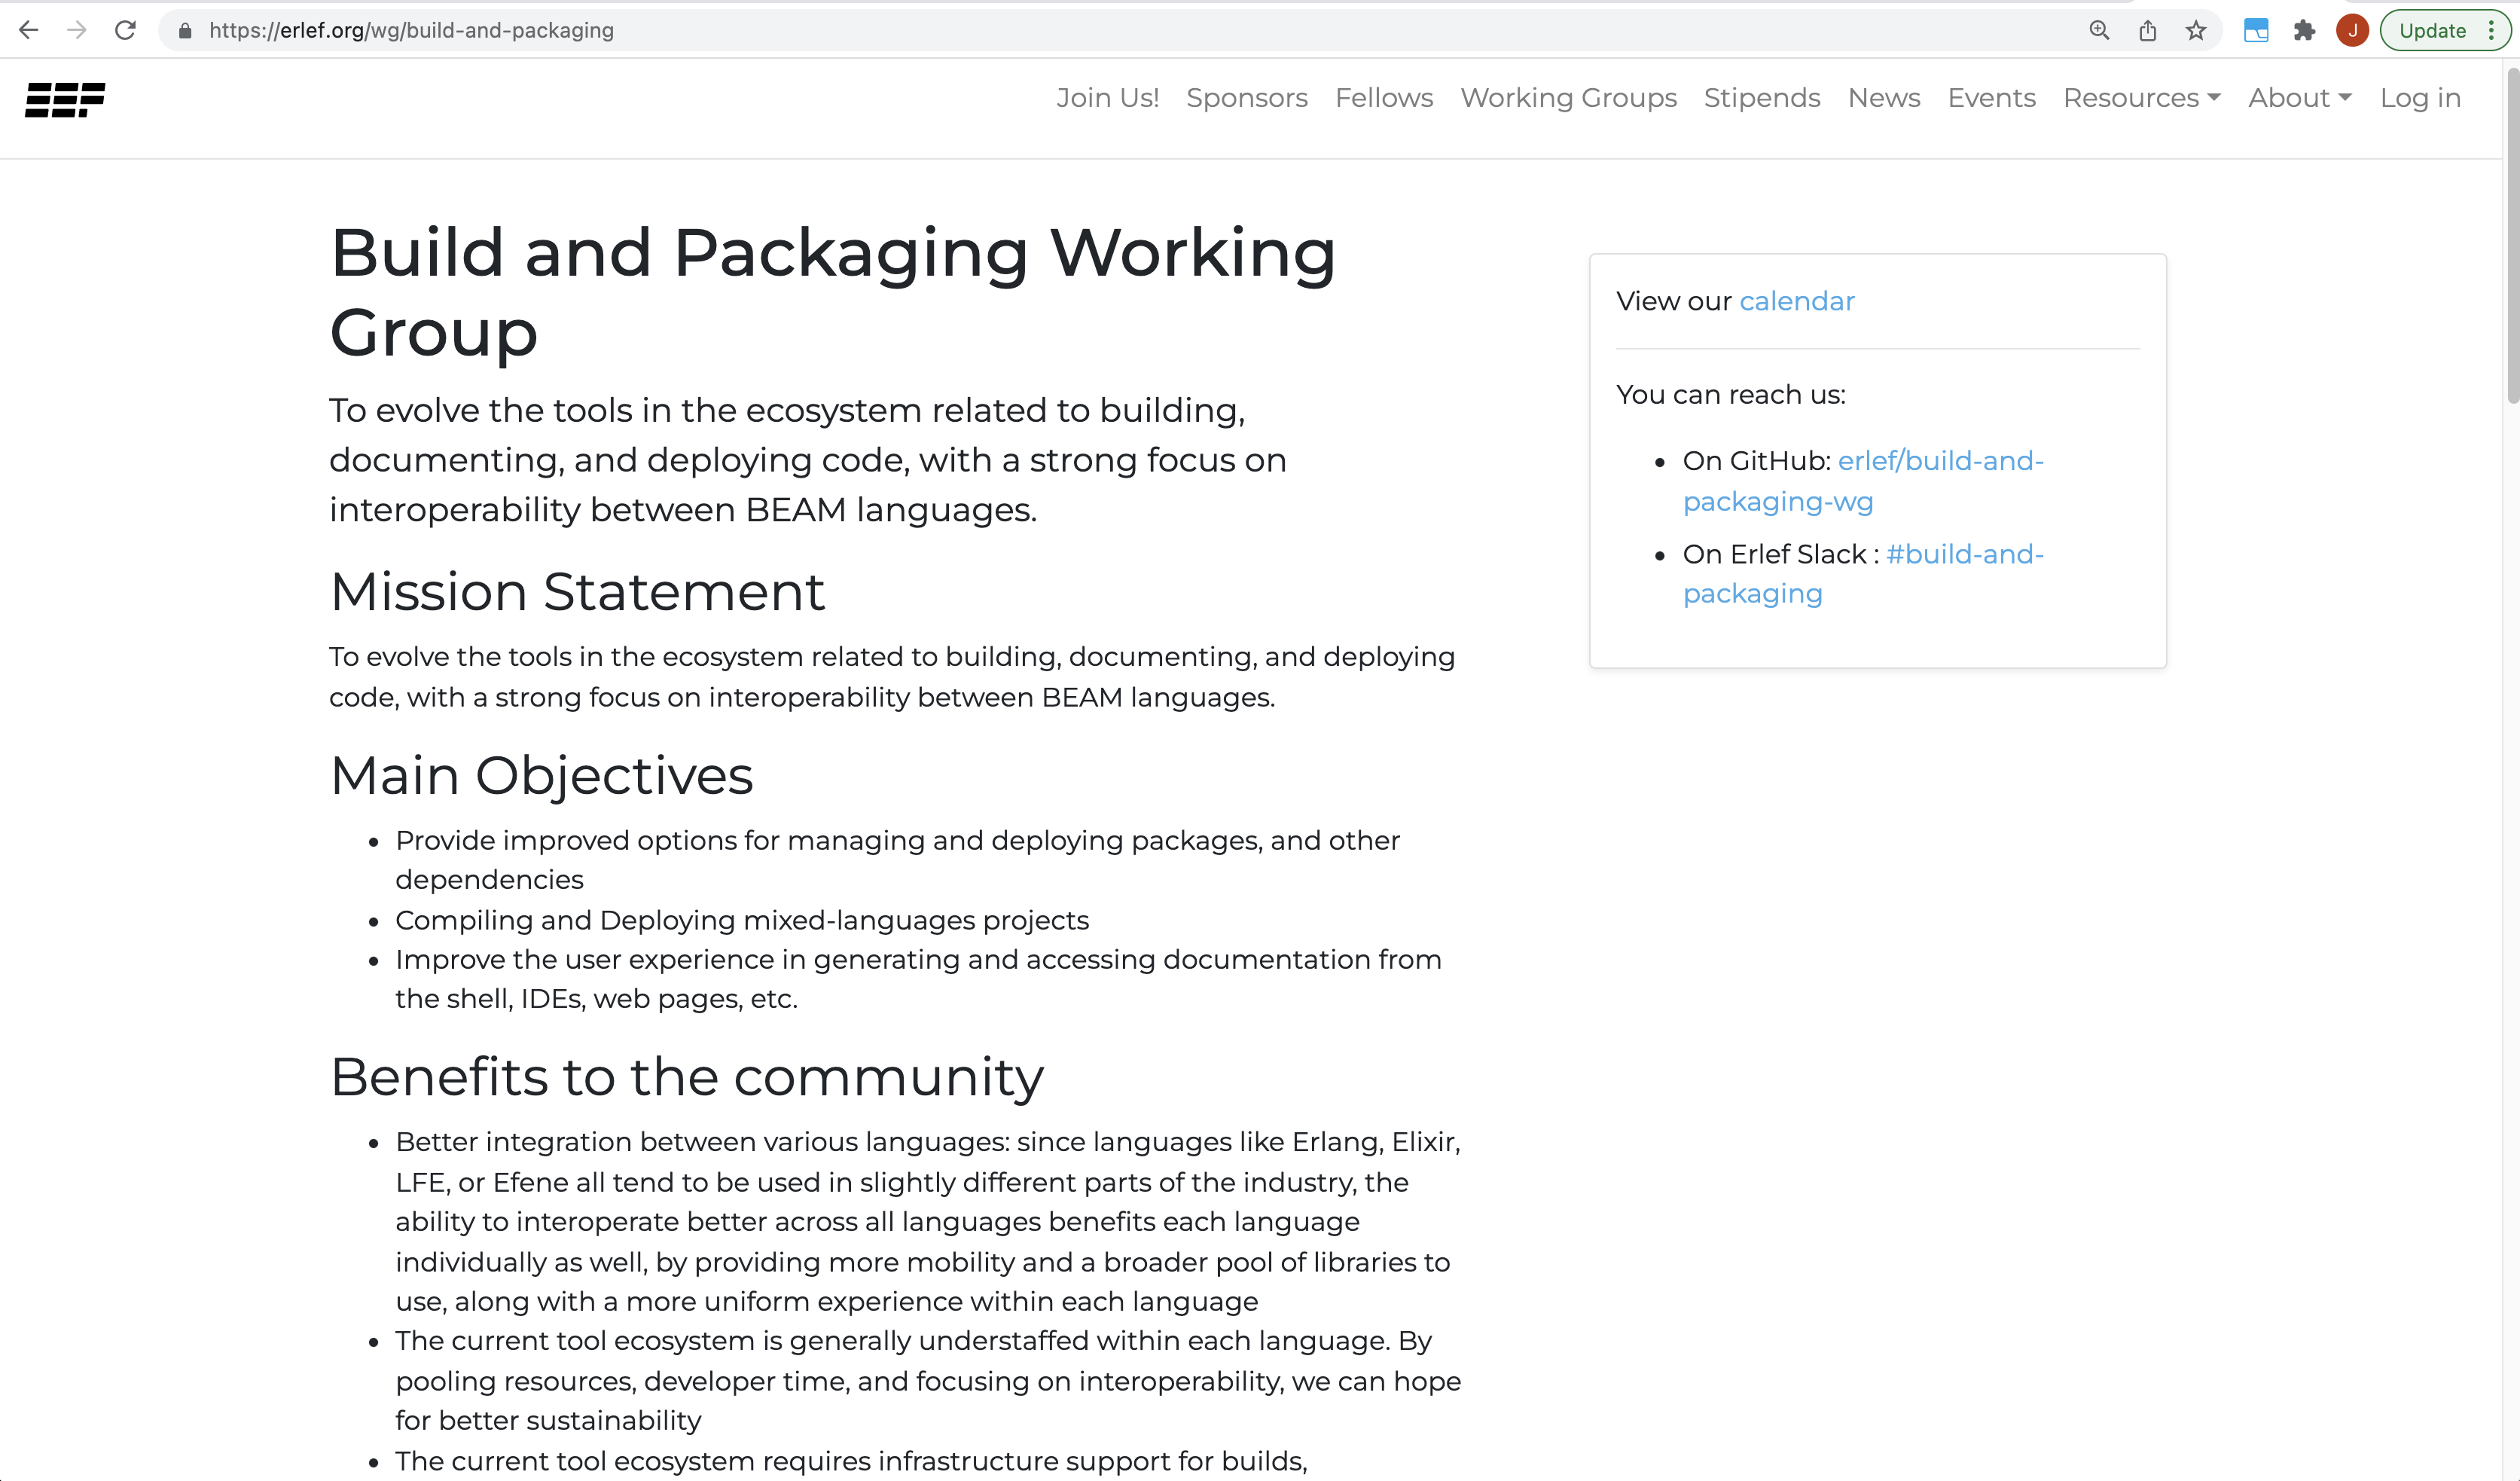 https://erlef.org/wg/build-and-packaging
J
Update
EEF
Join Us! Sponsors Fellows Working Groups Stipends News Events Resources About Log in
Build and Packaging Working
Group
To evolve the tools in the ecosystem related to building,
documenting, and deploying code, with a strong focus on
interoperability between BEAM languages.
Mission Statement
To evolve the tools in the ecosystem related to building, documenting, and deploying
code, with a strong focus on interoperability between BEAM languages.
Main Objectives
• Provide improved options for managing and deploying packages, and other
dependencies
• Compiling and Deploying mixed-languages projects
• Improve the user experience in generating and accessing documentation from
the shell, IDEs, web pages, etc.
Benefits to the community
• Better integration between various languages: since languages like Erlang, Elixir,
LFE, or Efene all tend to be used in slightly different parts of the industry, the
ability to interoperate better across all languages benefits each language
individually as well, by providing more mobility and a broader pool of libraries to
use, along with a more uniform experience within each language
• The current tool ecosystem is generally understaffed within each language. By
pooling resources, developer time, and focusing on interoperability, we can hope
for better sustainability
• The current tool ecosystem requires infrastructure support for builds,
View our calendar
You can reach us:
• On GitHub: erlef/build-and-
packaging-wg
• On Erlef Slack : #build-and-
packaging